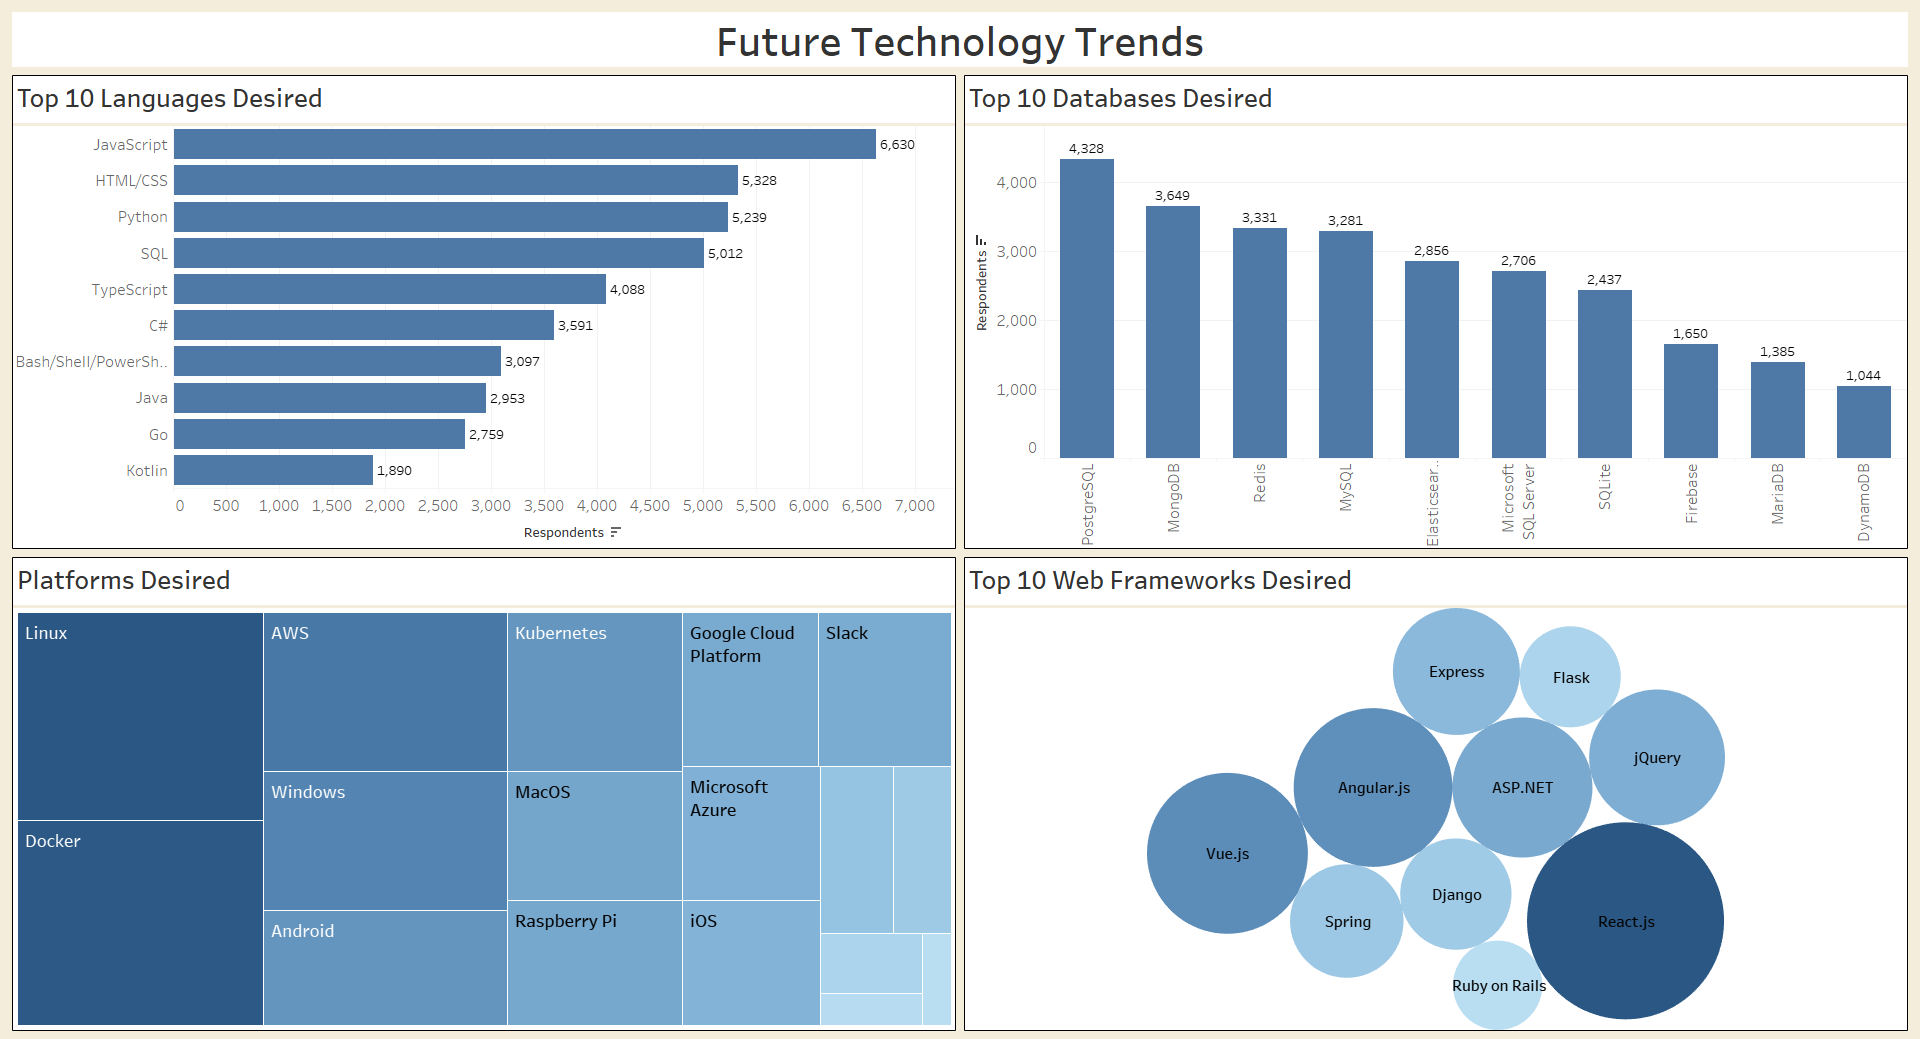 Future Technology Trends
Top 10 Languages Desired
JavaScript 6,630
HTML/CSS 5,328
Python 5,239
SQL 5,012
TypeScript 4,088
C# 3,591
Bash/Shell/PowerSh.. 3,097
Java 2,953
Go 2,759
Kotlin 1,890
0 500 1,000 1,500 2,000 2,500 3,000 3,500 4,000 4,500 5,000 5,500 6,000 6,500 7,000
Respondents
Top 10 Databases Desired
Respondents
4,000
3,000
2,000
1,000
0
4,328
3,649
3,331
3,281
2,856
2,706
2,437
1,650
1,385
1,044
PostgreSQL
MongoDB
Redis
MySQL
Elasticsear..
Microsoft
SQL Server
SQLite
Firebase
MariaDB
DynamoDB
Platforms Desired
Linux
Docker
AWS
Windows
Android
Kubernetes
MacOS
Raspberry Pi
Google Cloud
Platform
Microsoft
Azure
iOS
Slack
Top 10 Web Frameworks Desired
Express
Flask
jQuery
Angular.js
ASP.NET
Vue.js
Django
Spring
React.js
Ruby on Rails